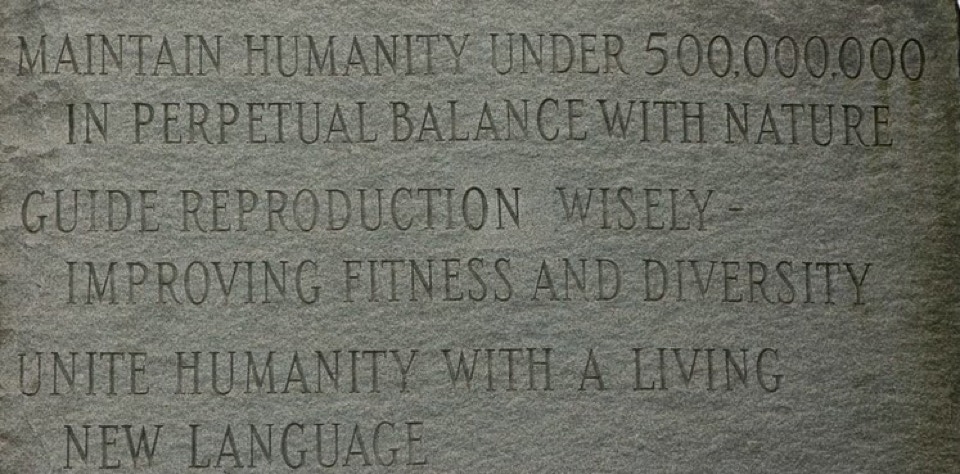 MAINTAIN HUMANITY UNDER 500,000,000
IN PERPETUAL BALANCE WITH NATURE
GUIDE REPRODUCTION WISELY -
IMPROVING FITNESS AND DIVERSITY
UNITE HUMANITY WITH A LIVING
NEW LANGUAGE